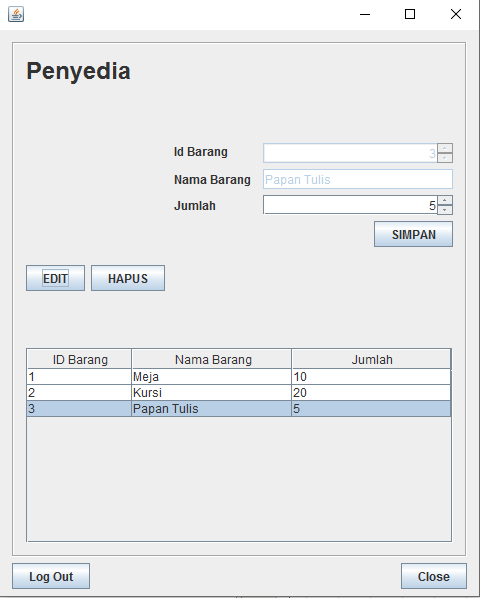 Penyedia
Id Barang 3
Nama Barang Papan Tulis
Jumlah 5
SIMPAN
EDIT HAPUS
ID Barang Nama Barang Jumlah
1 Meja 10
2 Kursi 20
3 Papan Tulis 5
Log Out Close